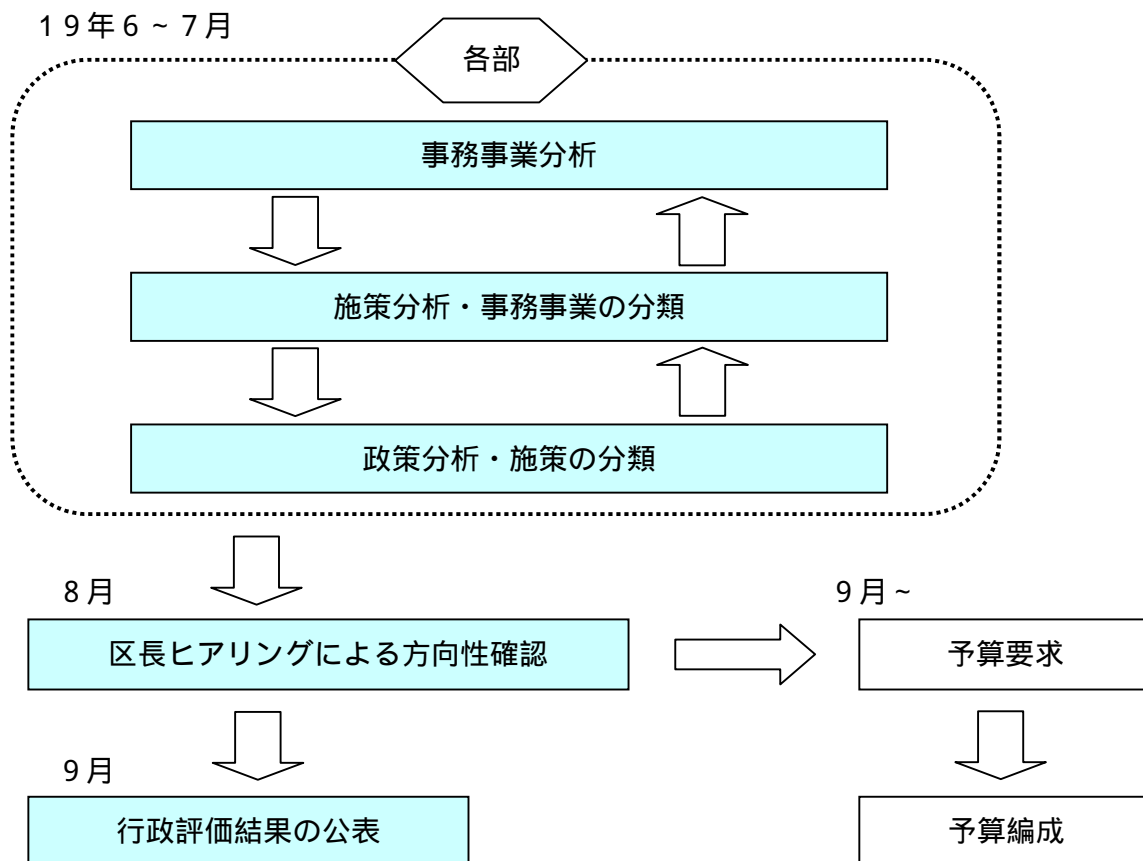 19年6~7月
各部
事務事業分析
施策分析・事務事業の分類
政策分析・施策の分類
8月
区長ヒアリングによる方向性確認
9月~
予算要求
9月
行政評価結果の公表
予算編成